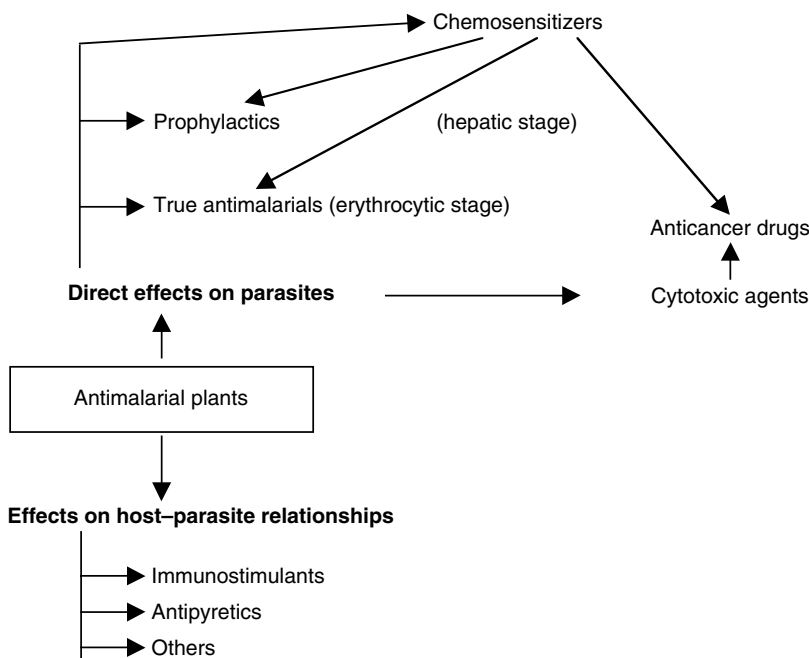 Chemosensitizers
Prophylactics (hepatic stage)
True antimalarials (erythrocytic stage)
Anticancer drugs
Direct effects on parasites
Cytotoxic agents
Antimalarial plants
Effects on host–parasite relationships
Immunostimulants
Antipyretics
Others